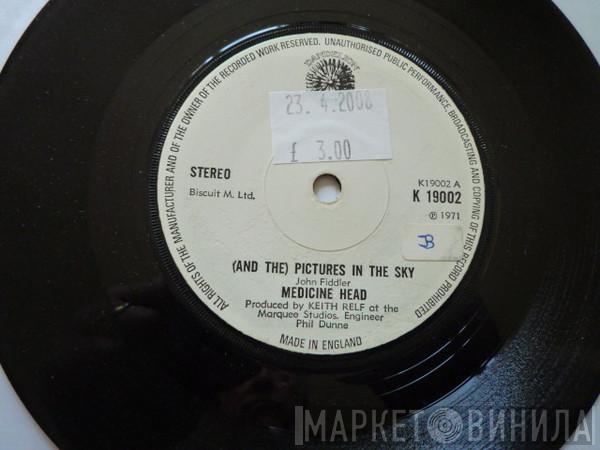 ALL RIGHTS OF THE MANUFACTURER AND OF THE OWNER OF THE RECORDED WORK RESERVED. UNAUTHORISED PUBLIC PERFORMANCE, BROADCASTING AND COPYING OF THIS RECORD PROHIBITED
DANDELION
23. 4.2008
£ 3.00
STEREO
Biscuit M. Ltd.
K19002 A
K 19002
℗ 1971
JB
(AND THE) PICTURES IN THE SKY
John Fiddler
MEDICINE HEAD
Produced by KEITH RELF at the
Marquee Studios. Engineer
Phil Dunne
MADE IN ENGLAND
МАРКЕТ ВИНИЛА